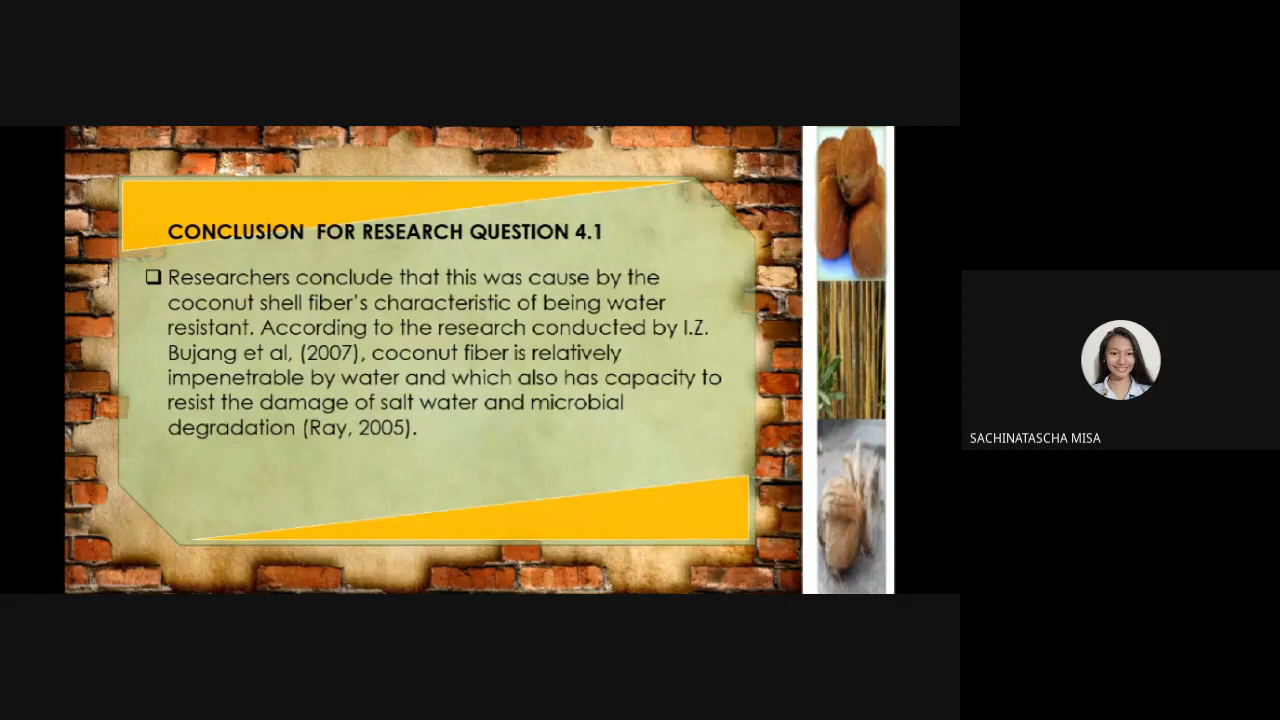 CONCLUSION FOR RESEARCH QUESTION 4.1
❑ Researchers conclude that this was cause by the
coconut shell fiber's characteristic of being water
resistant. According to the research conducted by I.Z.
Bujang et al, (2007), coconut fiber is relatively
impenetrable by water and which also has capacity to
resist the damage of salt water and microbial
degradation (Ray, 2005).
SACHINATASCHA MISA